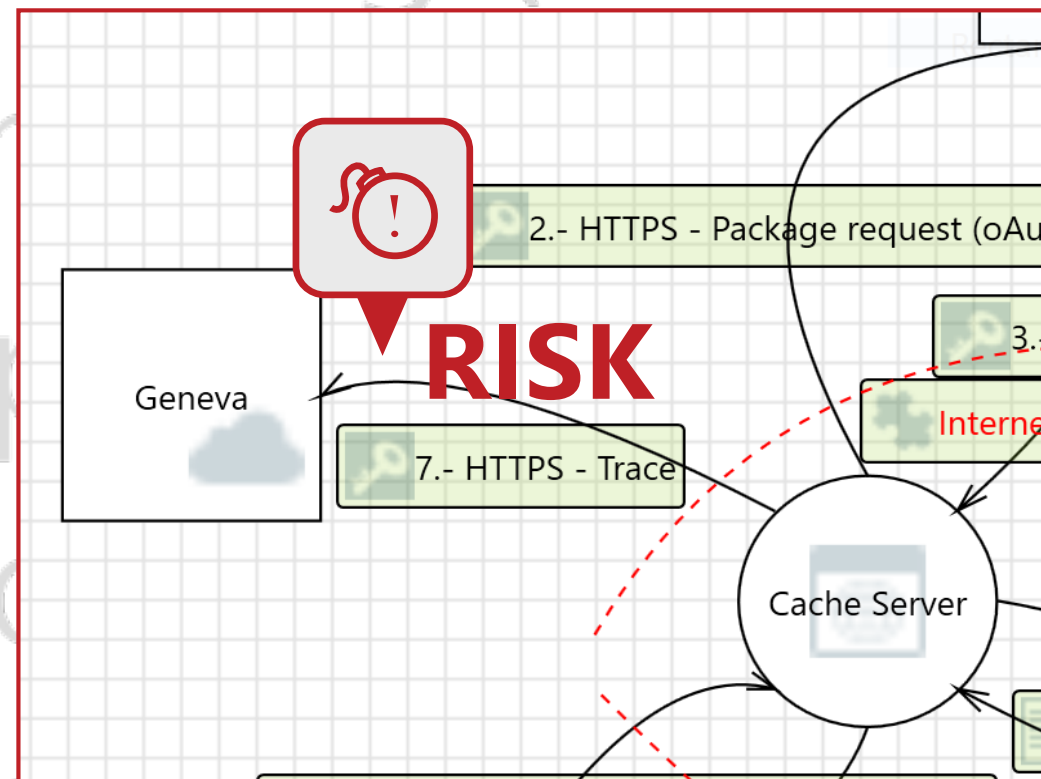 !
2.- HTTPS - Package request (oAu
RISK
3.-
Geneva
Interne
7.- HTTPS - Trace
Cache Server